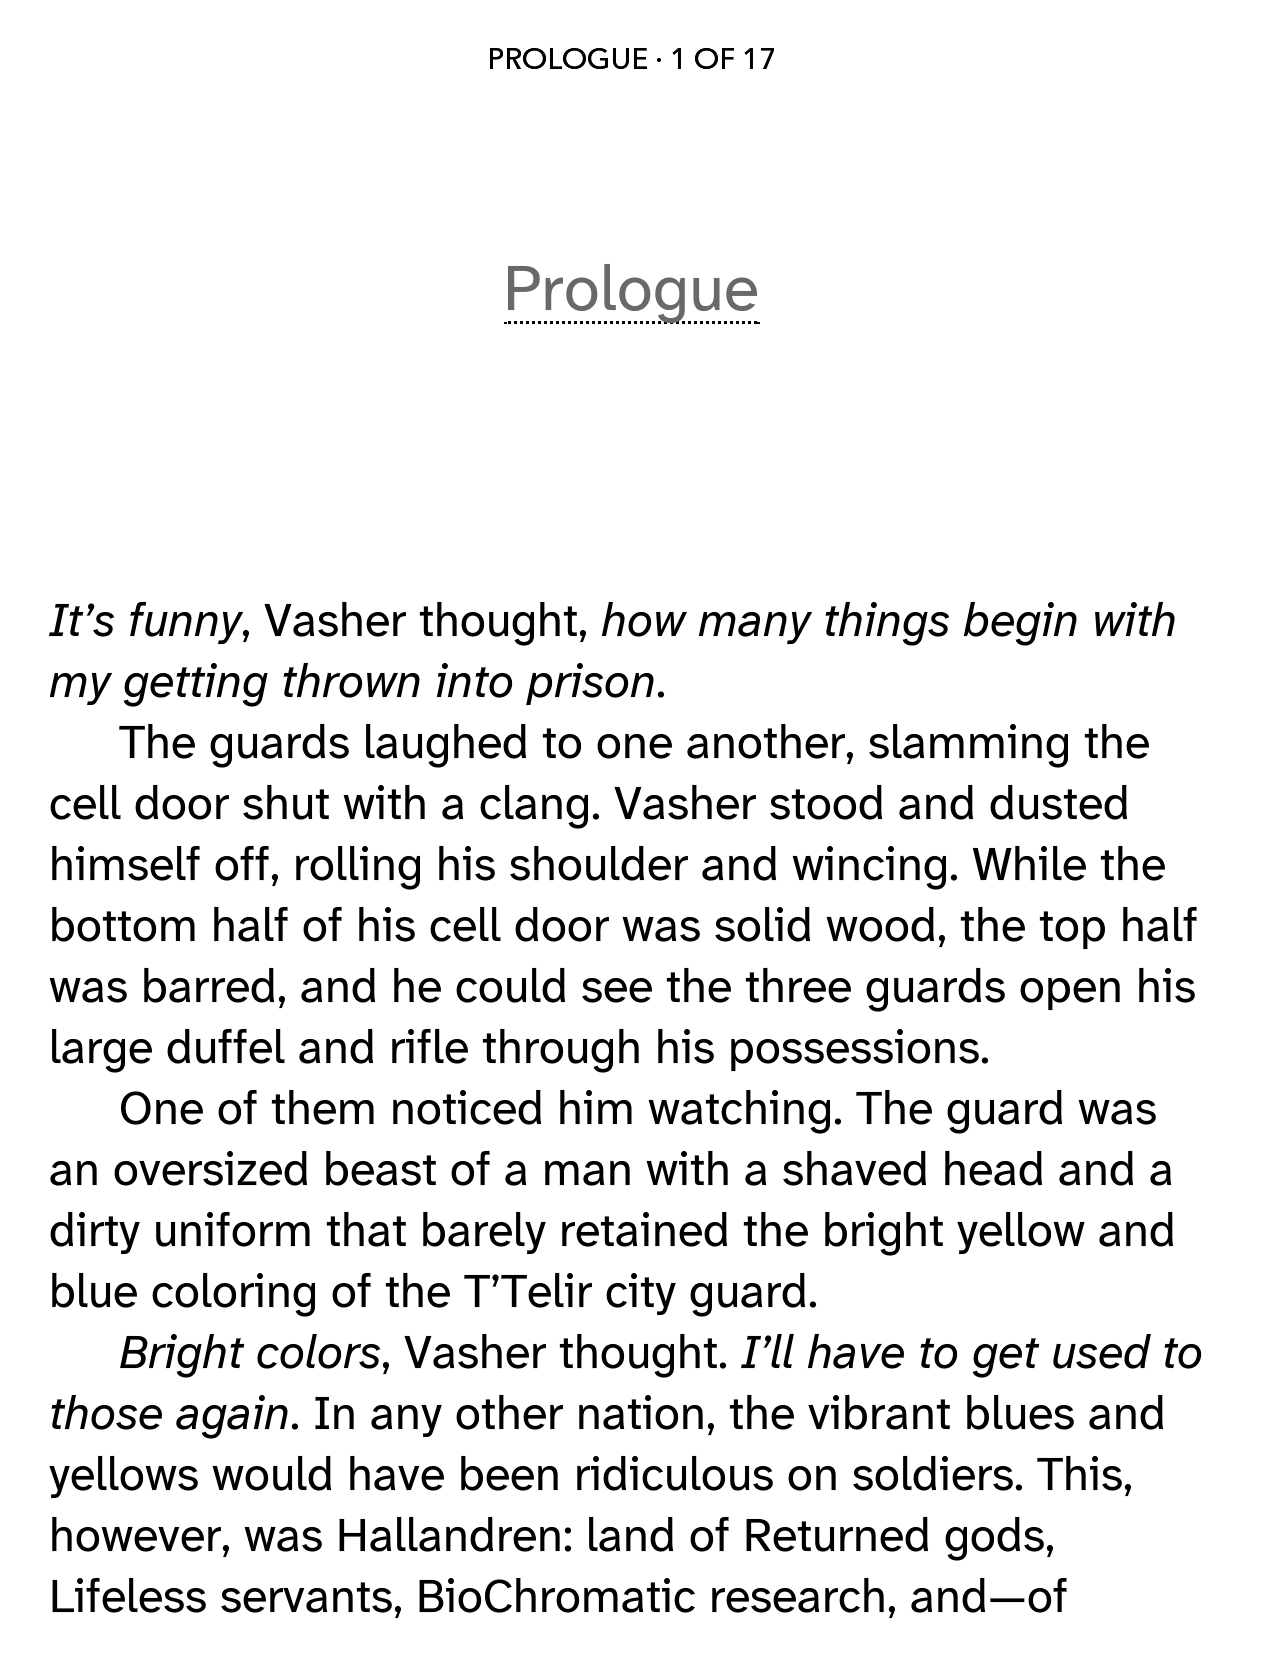 PROLOGUE · 1 OF 17
Prologue
It’s funny, Vasher thought, how many things begin with
my getting thrown into prison.
The guards laughed to one another, slamming the
cell door shut with a clang. Vasher stood and dusted
himself off, rolling his shoulder and wincing. While the
bottom half of his cell door was solid wood, the top half
was barred, and he could see the three guards open his
large duffel and rifle through his possessions.
One of them noticed him watching. The guard was
an oversized beast of a man with a shaved head and a
dirty uniform that barely retained the bright yellow and
blue coloring of the T’Telir city guard.
Bright colors, Vasher thought. I’ll have to get used to
those again. In any other nation, the vibrant blues and
yellows would have been ridiculous on soldiers. This,
however, was Hallandren: land of Returned gods,
Lifeless servants, BioChromatic research, and—of